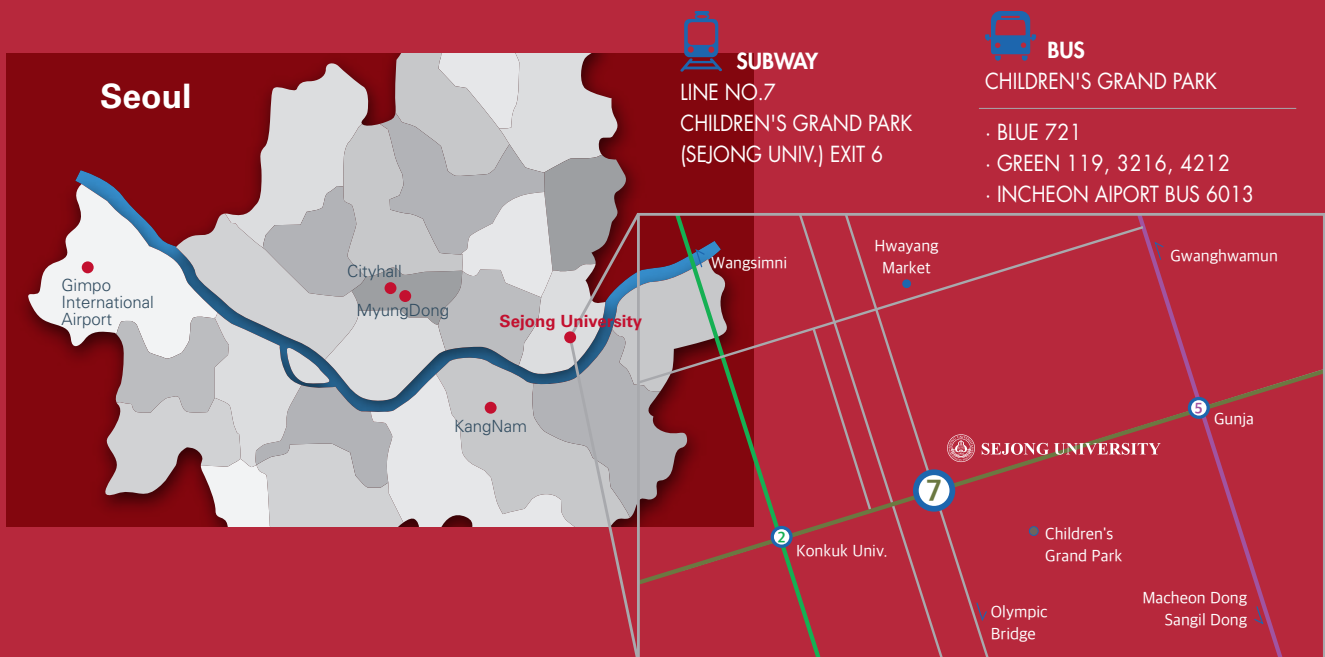 Seoul
SUBWAY
LINE NO.7
CHILDREN'S GRAND PARK
(SEJONG UNIV.) EXIT 6
BUS
CHILDREN'S GRAND PARK
· BLUE 721
· GREEN 119, 3216, 4212
· INCHEON AIPORT BUS 6013
Gimpo
International
Airport
Cityhall
MyungDong
Sejong University
KangNam
Wangsimni
Hwayang
Market
Gwanghwamun
5
Gunja
SEJONG UNIVERSITY
7
2
Konkuk Univ.
Children's
Grand Park
Olympic
Bridge
Macheon Dong
Sangil Dong